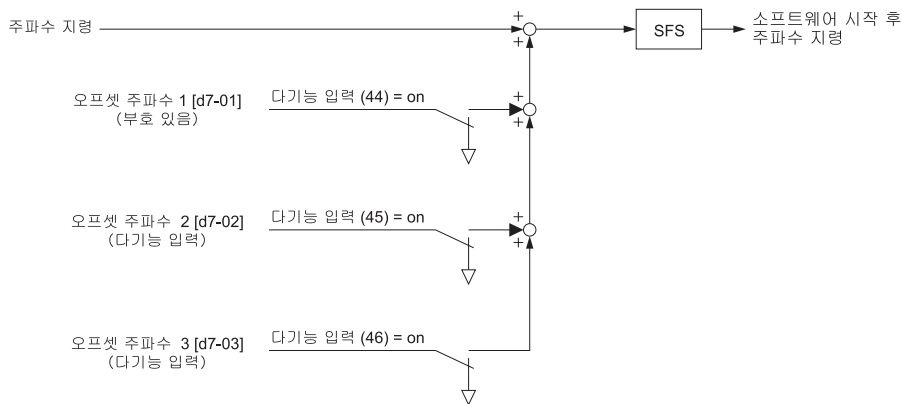 주파수 지령
+
+
SFS
소프트웨어 시작 후
주파수 지령
오프셋 주파수 1 [d7-01]
(부호 있음)
다기능 입력 (44) = on
+
+
오프셋 주파수 2 [d7-02]
(다기능 입력)
다기능 입력 (45) = on
+
+
오프셋 주파수 3 [d7-03]
(다기능 입력)
다기능 입력 (46) = on